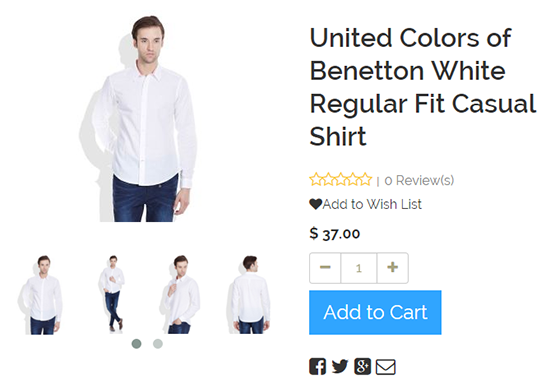 United Colors of
Benetton White
Regular Fit Casual
Shirt
| 0 Review(s)
Add to Wish List
$ 37.00
− 1 +
Add to Cart